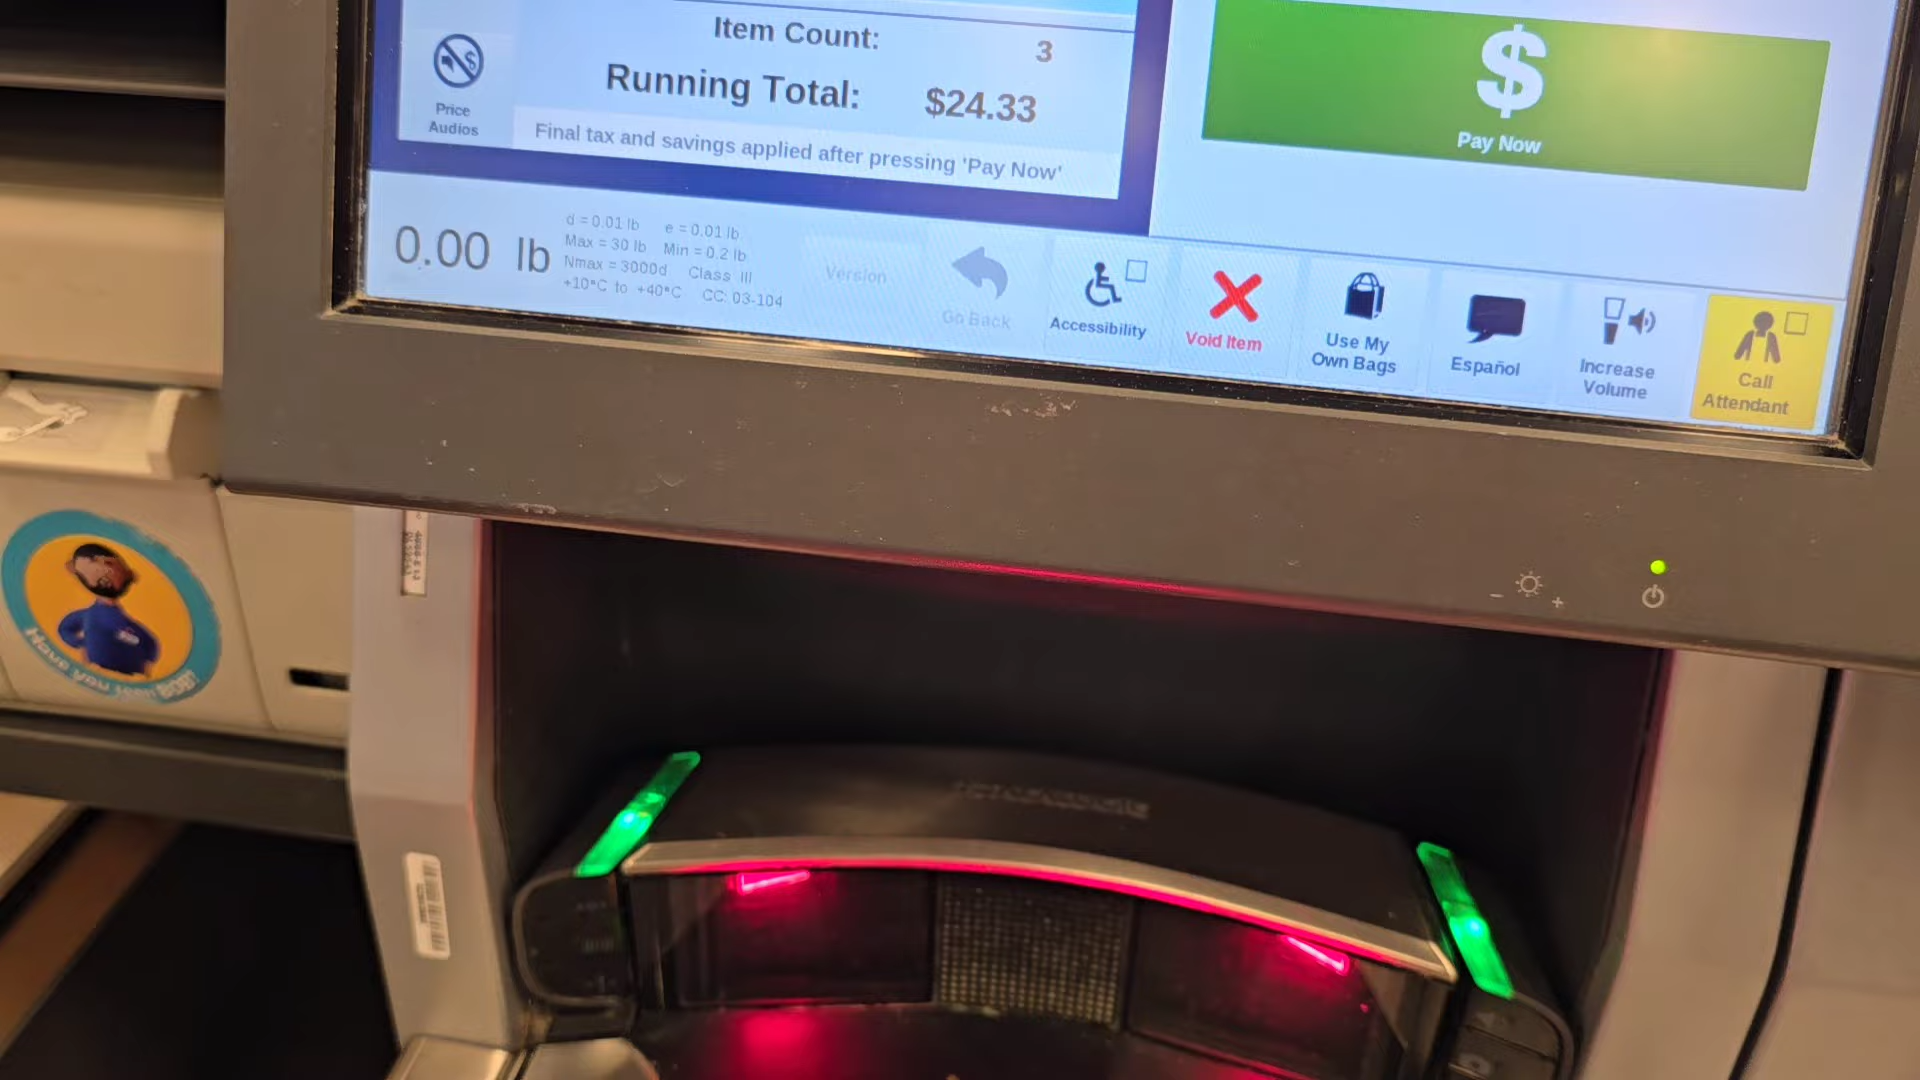 Item Count: 3
Running Total: $24.33
Final tax and savings applied after pressing 'Pay Now'
Price
Audios
$
Pay Now
0.00 lb
d = 0.01 lb e = 0.01 lb
Max = 30 lb Min = 0.2 lb
Nmax = 3000d Class III
+10°C to +40°C CC: 03-104
Version
Go Back
Accessibility
Void Item
Use My
Own Bags
Español
Increase
Volume
Call
Attendant
- +